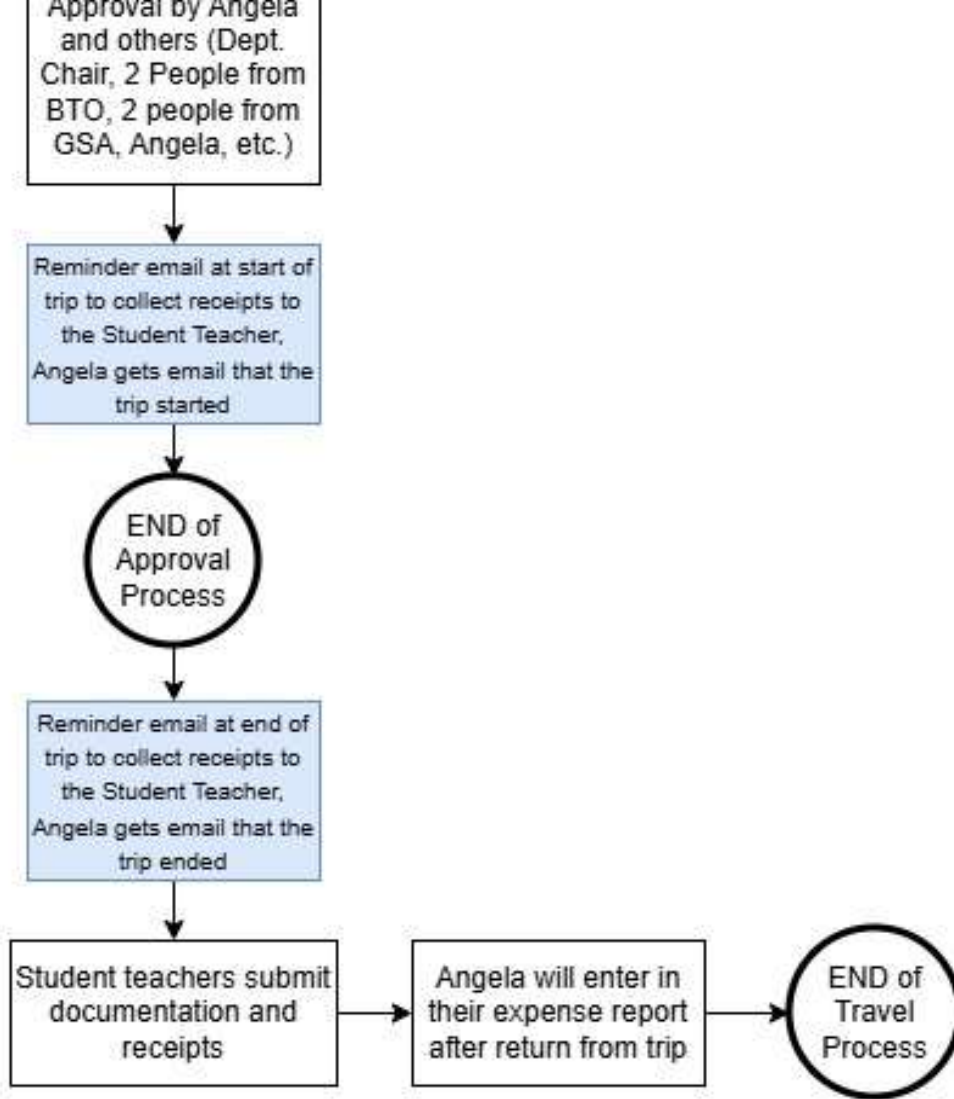 Approval by Angela
and others (Dept.
Chair, 2 People from
BTO, 2 people from
GSA, Angela, etc.)
Reminder email at start of
trip to collect receipts to
the Student Teacher,
Angela gets email that the
trip started
END of
Approval
Process
Reminder email at end of
trip to collect receipts to
the Student Teacher,
Angela gets email that the
trip ended
Student teachers submit
documentation and
receipts
Angela will enter in
their expense report
after return from trip
END of
Travel
Process